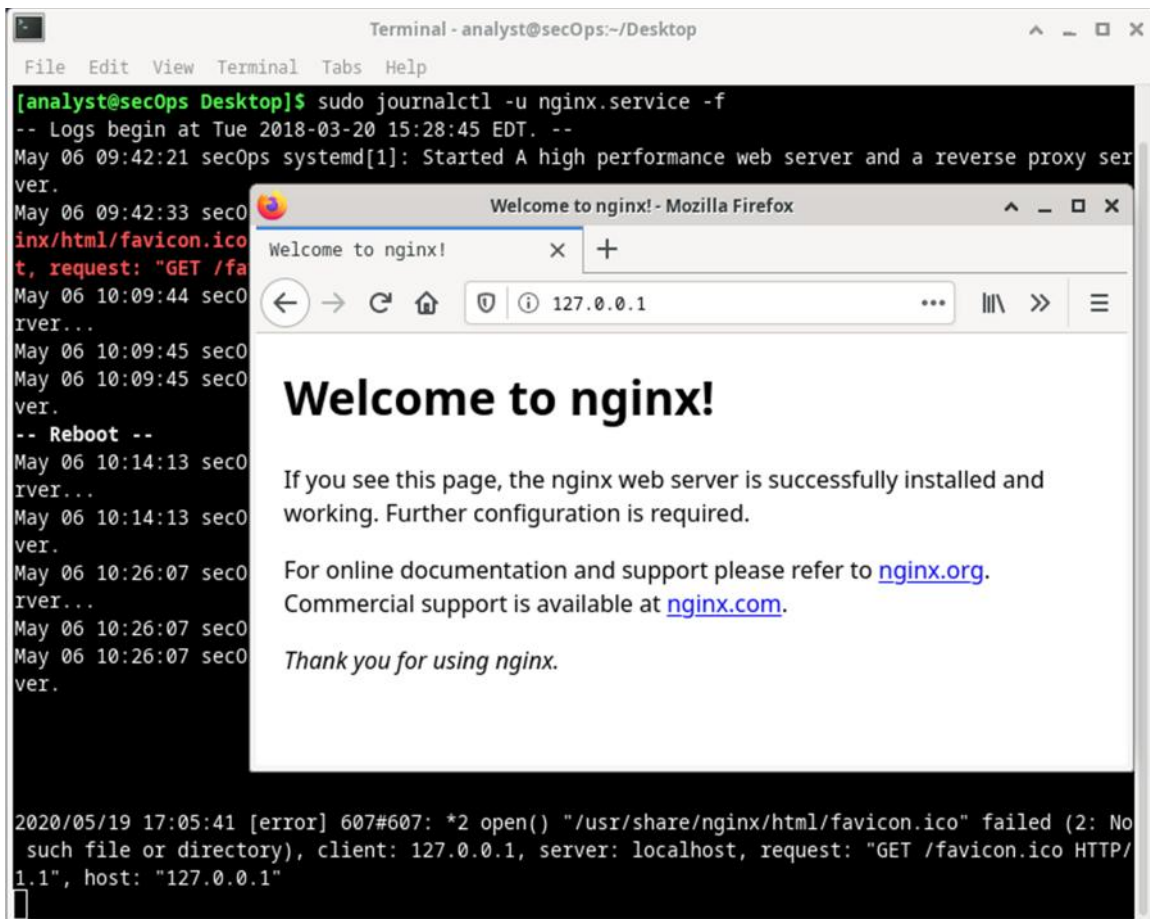 Terminal - analyst@secOps:~/Desktop
File Edit View Terminal Tabs Help
[analyst@secOps Desktop]$ sudo journalctl -u nginx.service -f
-- Logs begin at Tue 2018-03-20 15:28:45 EDT. --
May 06 09:42:21 secOps systemd[1]: Started A high performance web server and a reverse proxy ser
ver.
May 06 09:42:33 secO
inx/html/favicon.ico
t, request: "GET /fa
May 06 10:09:44 secO
rver...
May 06 10:09:45 secO
May 06 10:09:45 secO
ver.
-- Reboot --
May 06 10:14:13 secO
rver...
May 06 10:14:13 secO
ver.
May 06 10:26:07 secO
rver...
May 06 10:26:07 secO
May 06 10:26:07 secO
ver.
Welcome to nginx! - Mozilla Firefox
Welcome to nginx!
127.0.0.1
Welcome to nginx!
If you see this page, the nginx web server is successfully installed and
working. Further configuration is required.
For online documentation and support please refer to nginx.org.
Commercial support is available at nginx.com.
Thank you for using nginx.
2020/05/19 17:05:41 [error] 607#607: *2 open() "/usr/share/nginx/html/favicon.ico" failed (2: No
such file or directory), client: 127.0.0.1, server: localhost, request: "GET /favicon.ico HTTP/
1.1", host: "127.0.0.1"